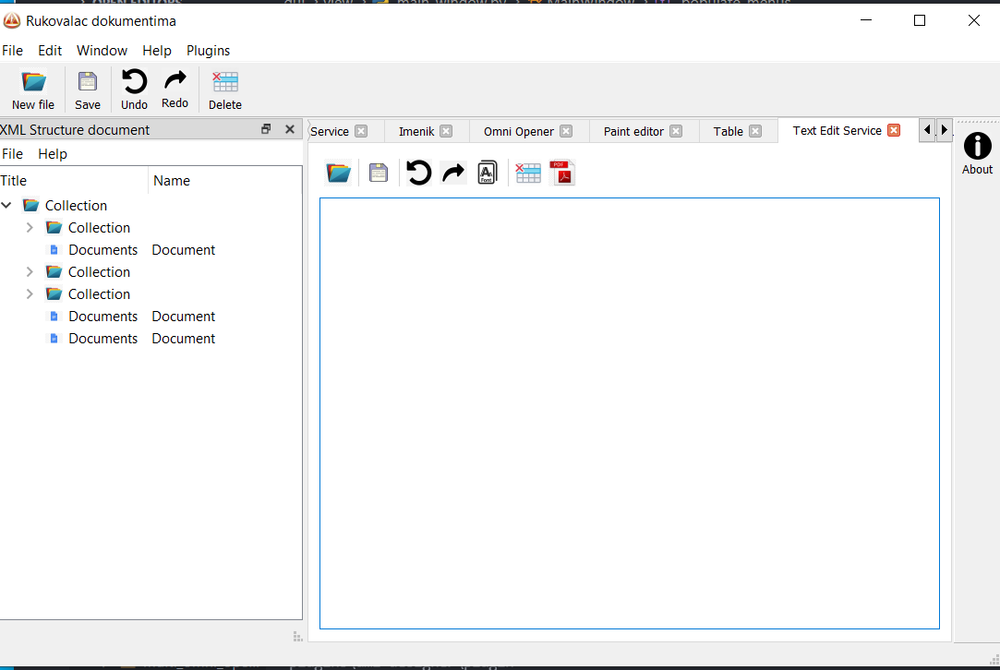 Rukovalac dokumentima
File Edit Window Help Plugins
New file Save Undo Redo Delete
XML Structure document
File Help
Title Name
Collection
Collection
Documents Document
Collection
Collection
Documents Document
Documents Document
Service Imenik Omni Opener Paint editor Table Text Edit Service
Font
PDF
About